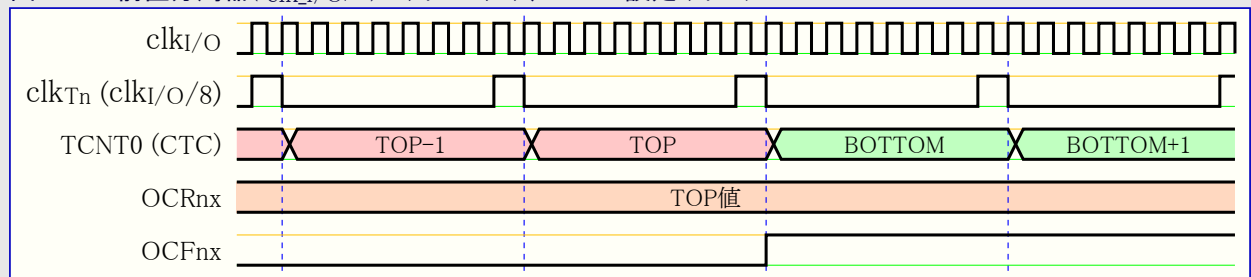 clkI/O
clkTn (clkI/O/8)
TCNT0 (CTC)
TOP-1
TOP
BOTTOM
BOTTOM+1
OCRnx
TOP値
OCFnx